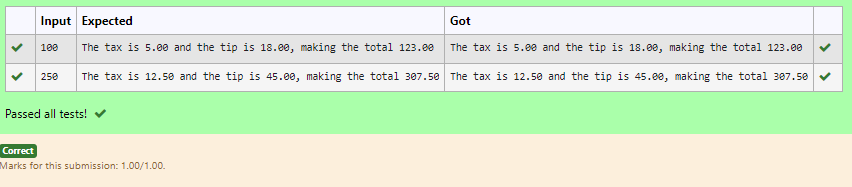 Input Expected Got
100 The tax is 5.00 and the tip is 18.00, making the total 123.00 The tax is 5.00 and the tip is 18.00, making the total 123.00
250 The tax is 12.50 and the tip is 45.00, making the total 307.50 The tax is 12.50 and the tip is 45.00, making the total 307.50
Passed all tests!
Correct
Marks for this submission: 1.00/1.00.